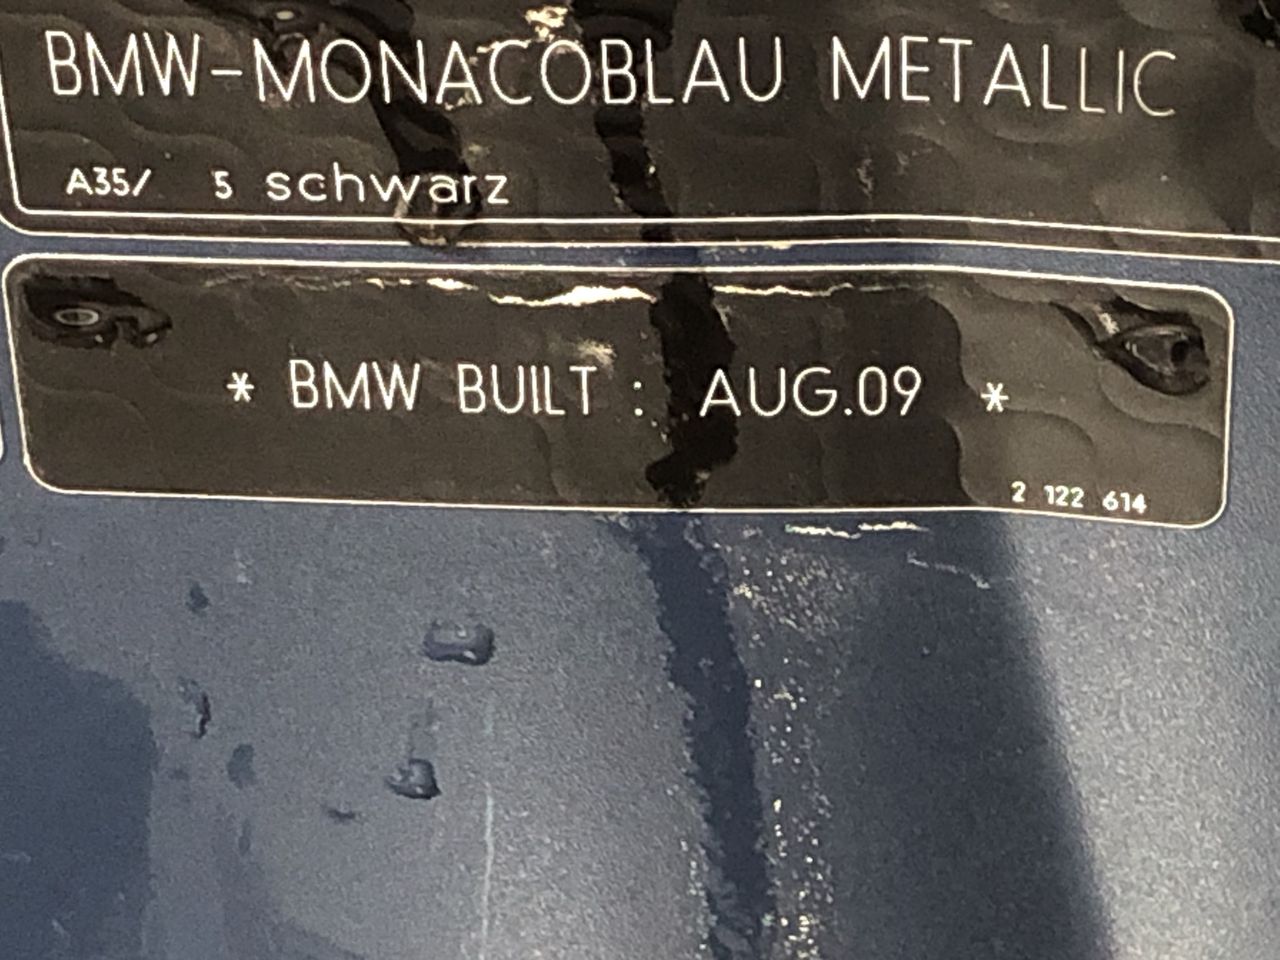 BMW-MONACOBLAU METALLIC
A35/ 5 schwarz
* BMW BUILT : AUG.09 *
2 122 614